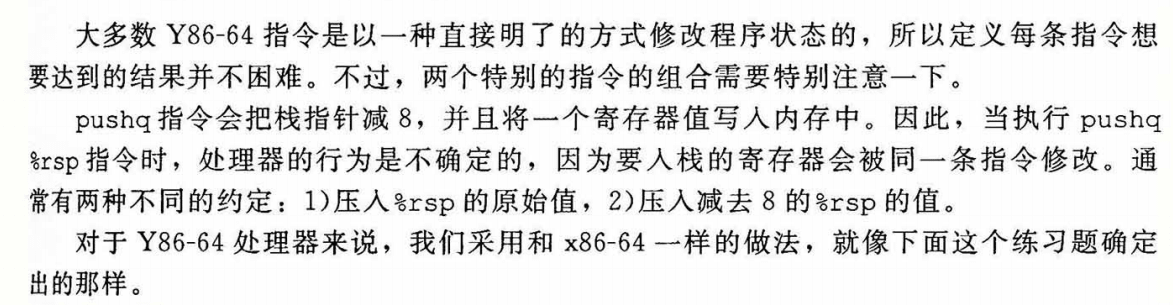 大多数 Y86-64 指令是以一种直接明了的方式修改程序状态的，所以定义每条指令想
要达到的结果并不困难。不过，两个特别的指令的组合需要特别注意一下。
pushq 指令会把栈指针减 8，并且将一个寄存器值写入内存中。因此，当执行 pushq
%rsp 指令时，处理器的行为是不确定的，因为要入栈的寄存器会被同一条指令修改。通
常有两种不同的约定：1)压入%rsp 的原始值，2)压入减去 8 的%rsp 的值。
对于 Y86-64 处理器来说，我们采用和 x86-64 一样的做法，就像下面这个练习题确定
出的那样。